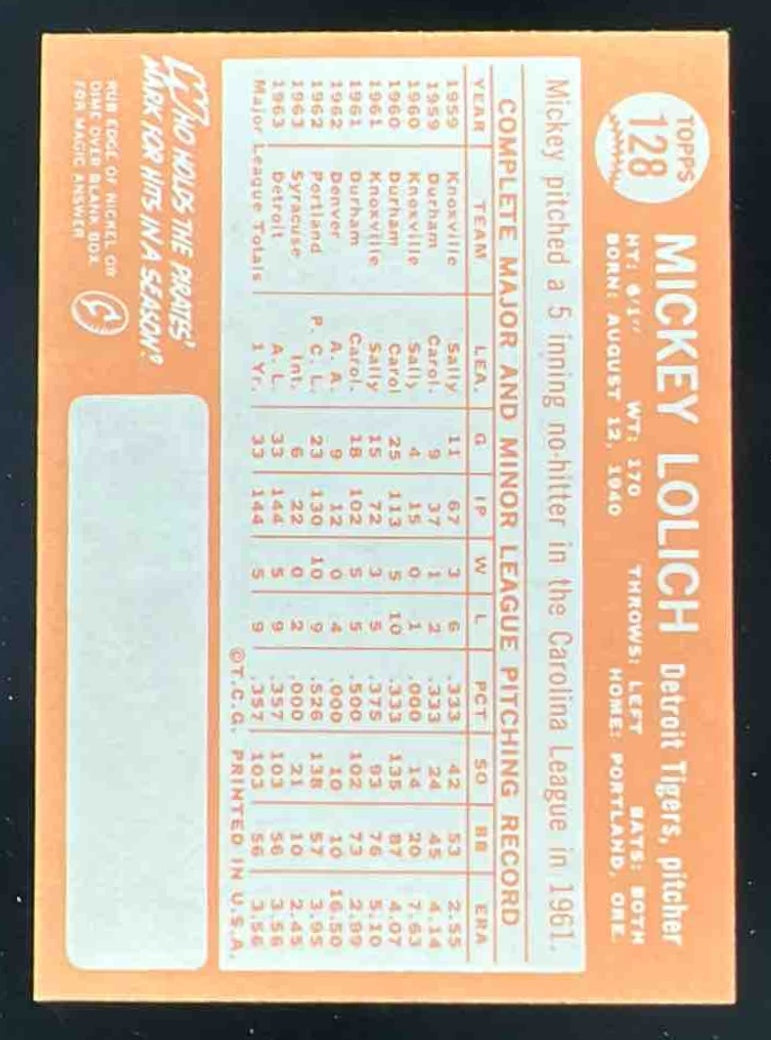 TOPPS
128
MICKEY LOLICH Detroit Tigers, pitcher
HT: 6'1" WT: 170 THROWS: LEFT BATS: BOTH
BORN: AUGUST 12, 1940 HOME: PORTLAND, ORE.
Mickey pitched a 5 inning no-hitter in the Carolina League in 1961.
COMPLETE MAJOR AND MINOR LEAGUE PITCHING RECORD
YEAR TEAM LEA. G IP W L PCT SO BB ERA
1959 Knoxville Sally 11 67 3 6 .333 42 53 2.55
1959 Durham Carol. 9 37 1 2 .333 24 45 4.14
1960 Knoxville Sally 4 15 0 1 .000 14 20 7.63
1960 Durham Carol 25 113 5 10 .333 135 87 4.07
1961 Knoxville Sally 15 72 3 5 .375 93 76 5.10
1961 Durham Carol. 18 102 5 5 .500 102 73 2.99
1962 Denver A. A. 9 12 0 4 .000 10 10 16.50
1962 Portland P. C. L. 23 130 10 9 .526 138 57 3.95
1963 Syracuse Int. 6 22 0 2 .000 21 10 2.45
1963 Detroit A. L. 33 144 5 9 .357 103 56 3.56
Major League Totals 1 Yr. 33 144 5 9 .357 103 56 3.56
©T.C.G. PRINTED IN U.S.A.
WHO HOLDS THE PIRATES'
MARK FOR HITS IN A SEASON?
RUB EDGE OF NICKEL OR
DIME OVER BLANK BOX
FOR MAGIC ANSWER